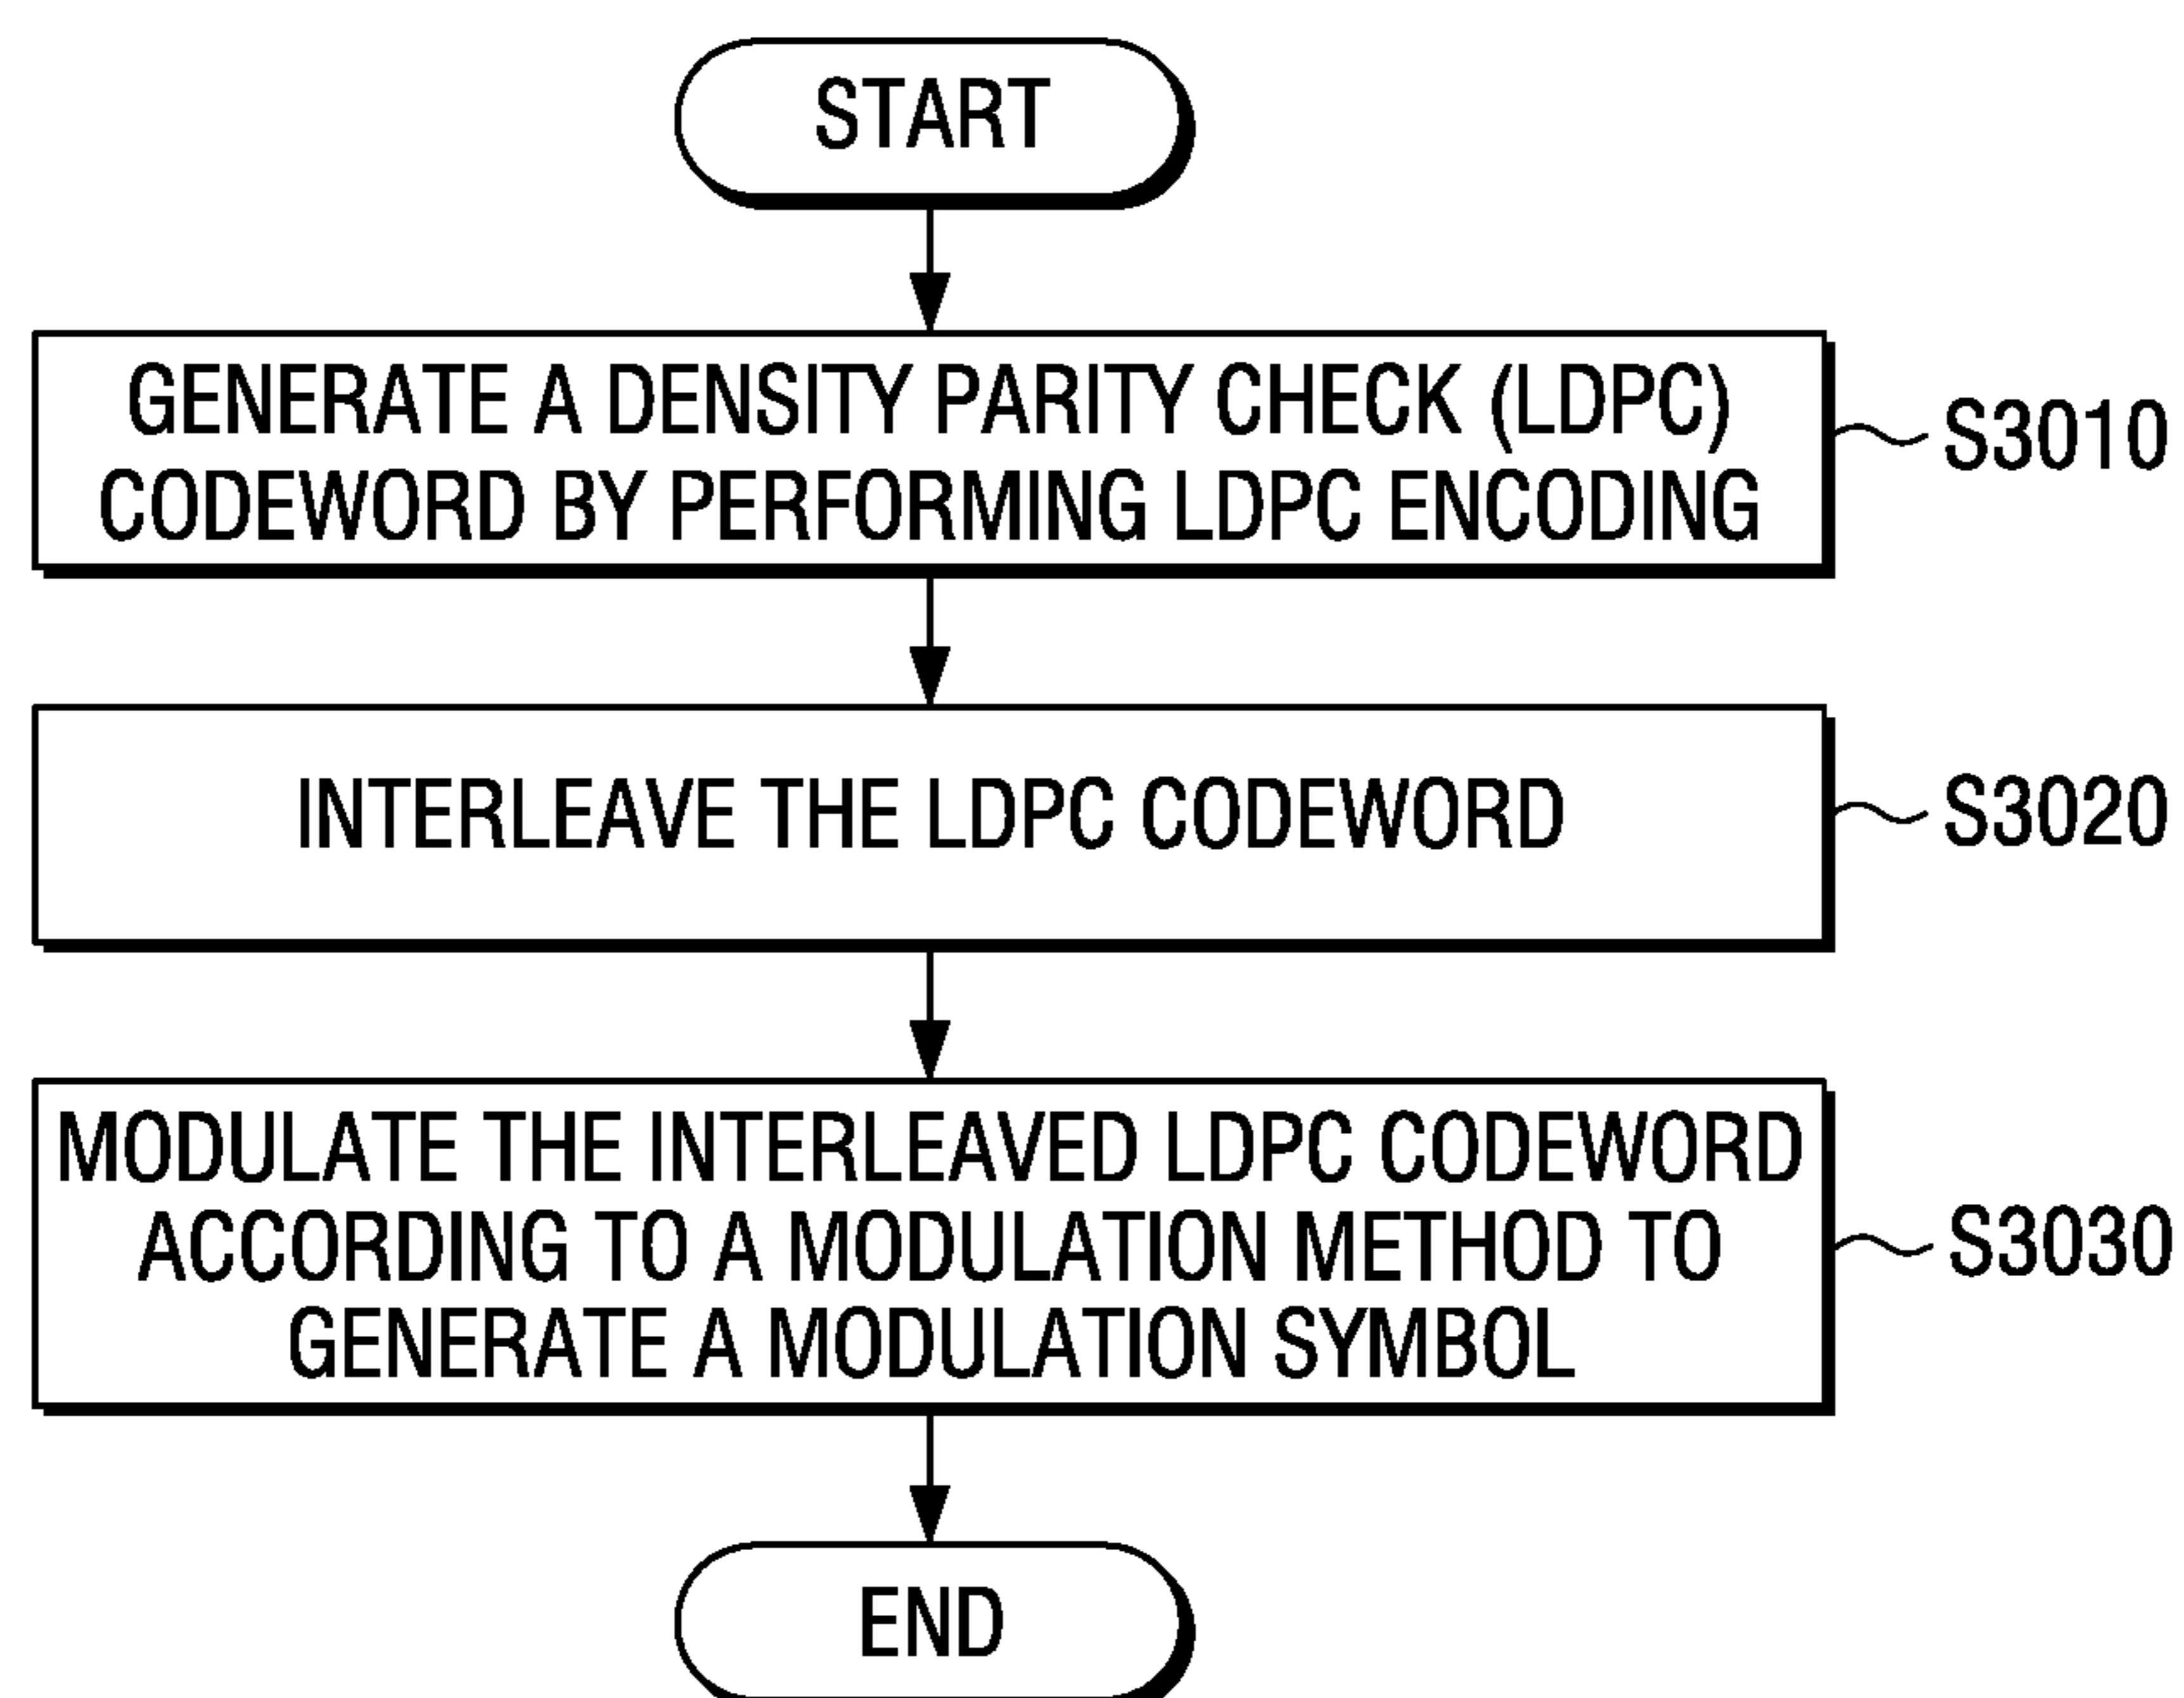 START
GENERATE A DENSITY PARITY CHECK (LDPC)
CODEWORD BY PERFORMING LDPC ENCODING
S3010
INTERLEAVE THE LDPC CODEWORD
S3020
MODULATE THE INTERLEAVED LDPC CODEWORD
ACCORDING TO A MODULATION METHOD TO
GENERATE A MODULATION SYMBOL
S3030
END